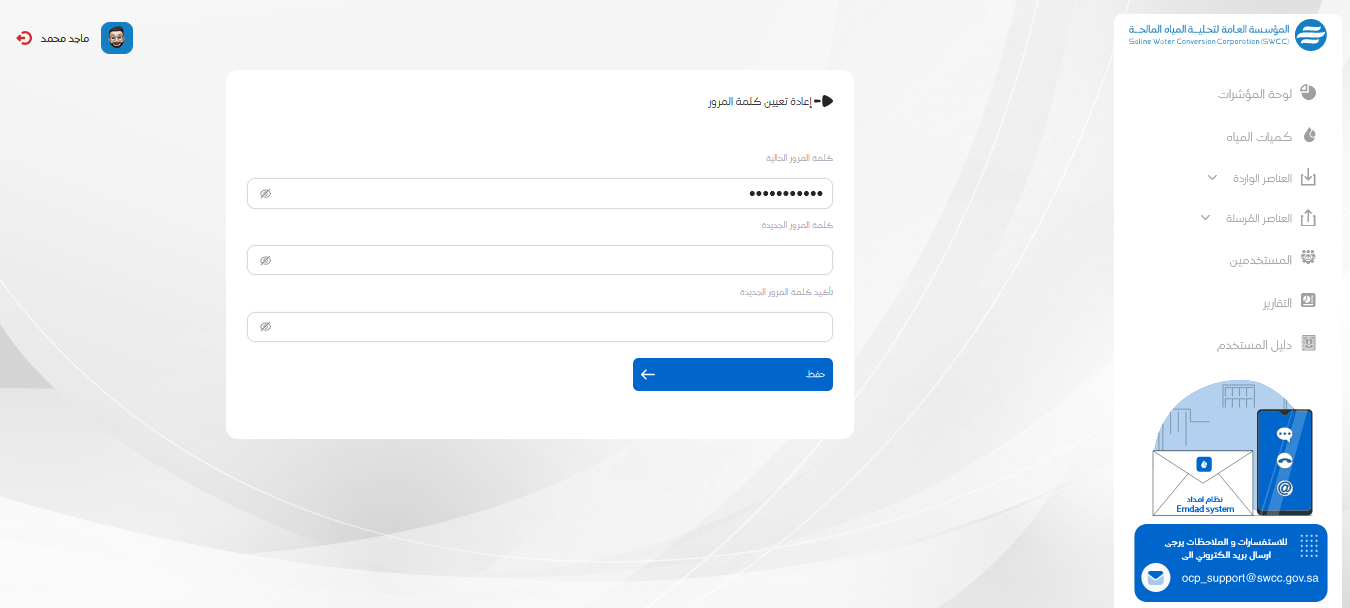 المؤسسة العامة لتحلية المياه المالحة
Saline Water Conversion Corporation (SWCC)
لوحة المؤشرات
كميات المياه
العناصر الواردة
العناصر المُرسلة
المستخدمين
التقارير
دليل المستخدم
نظام امداد
Emdad system
للاستفسارات و الملاحظات يرجى
ارسال بريد الكتروني الى
ocp_support@swcc.gov.sa
ماجد محمد
إعادة تعيين كلمة المرور
كلمة المرور الحالية
كلمة المرور الجديدة
تأكيد كلمة المرور الجديدة
حفظ